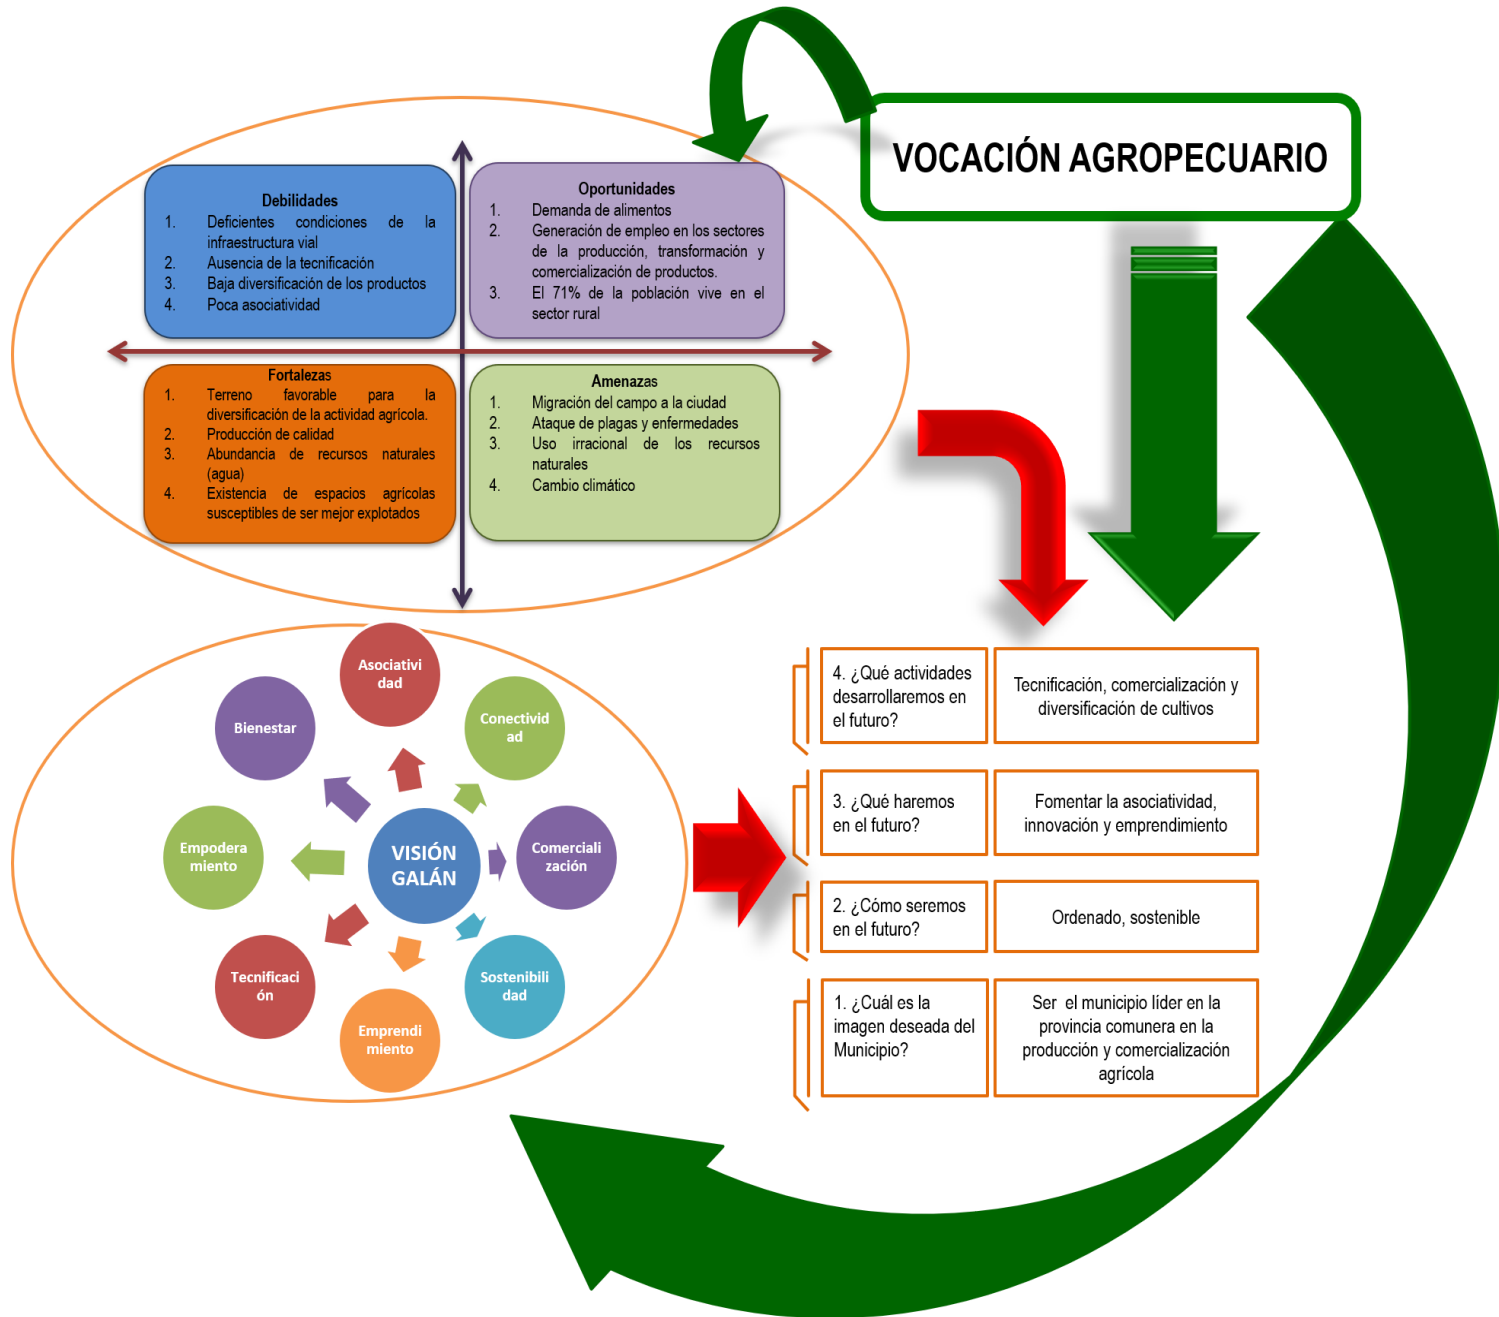 VOCACIÓN AGROPECUARIO
Debilidades
1. Deficientes condiciones de la
infraestructura vial
2. Ausencia de la tecnificación
3. Baja diversificación de los productos
4. Poca asociatividad
Oportunidades
1. Demanda de alimentos
2. Generación de empleo en los sectores
de la producción, transformación y
comercialización de productos.
3. El 71% de la población vive en el
sector rural
Fortalezas
1. Terreno favorable para la
diversificación de la actividad agrícola.
2. Producción de calidad
3. Abundancia de recursos naturales
(agua)
4. Existencia de espacios agrícolas
susceptibles de ser mejor explotados
Amenazas
1. Migración del campo a la ciudad
2. Ataque de plagas y enfermedades
3. Uso irracional de los recursos
naturales
4. Cambio climático
Asociativi
dad
Conectivid
ad
Comerciali
zación
Sostenibili
dad
Emprendi
miento
Tecnificaci
ón
Empodera
miento
Bienestar
VISIÓN
GALÁN
4. ¿Qué actividades
desarrollaremos en
el futuro?
Tecnificación, comercialización y
diversificación de cultivos
3. ¿Qué haremos
en el futuro?
Fomentar la asociatividad,
innovación y emprendimiento
2. ¿Cómo seremos
en el futuro?
Ordenado, sostenible
1. ¿Cuál es la
imagen deseada del
Municipio?
Ser el municipio líder en la
provincia comunera en la
producción y comercialización
agrícola